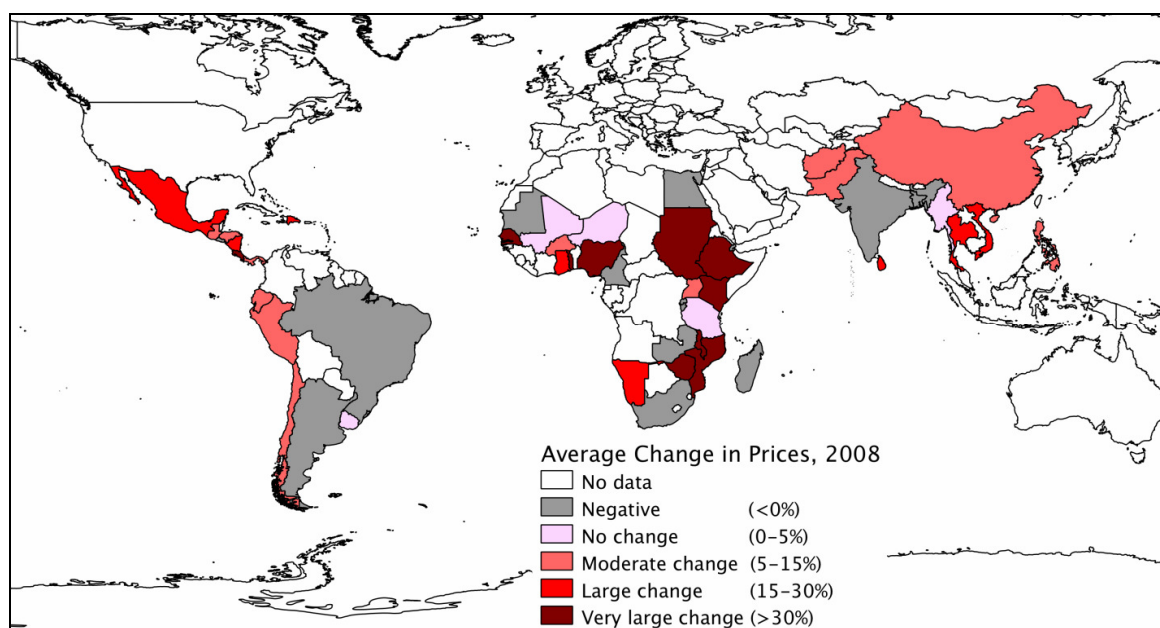 Average Change in Prices, 2008
No data
Negative (<0%)
No change (0-5%)
Moderate change (5-15%)
Large change (15-30%)
Very large change (>30%)